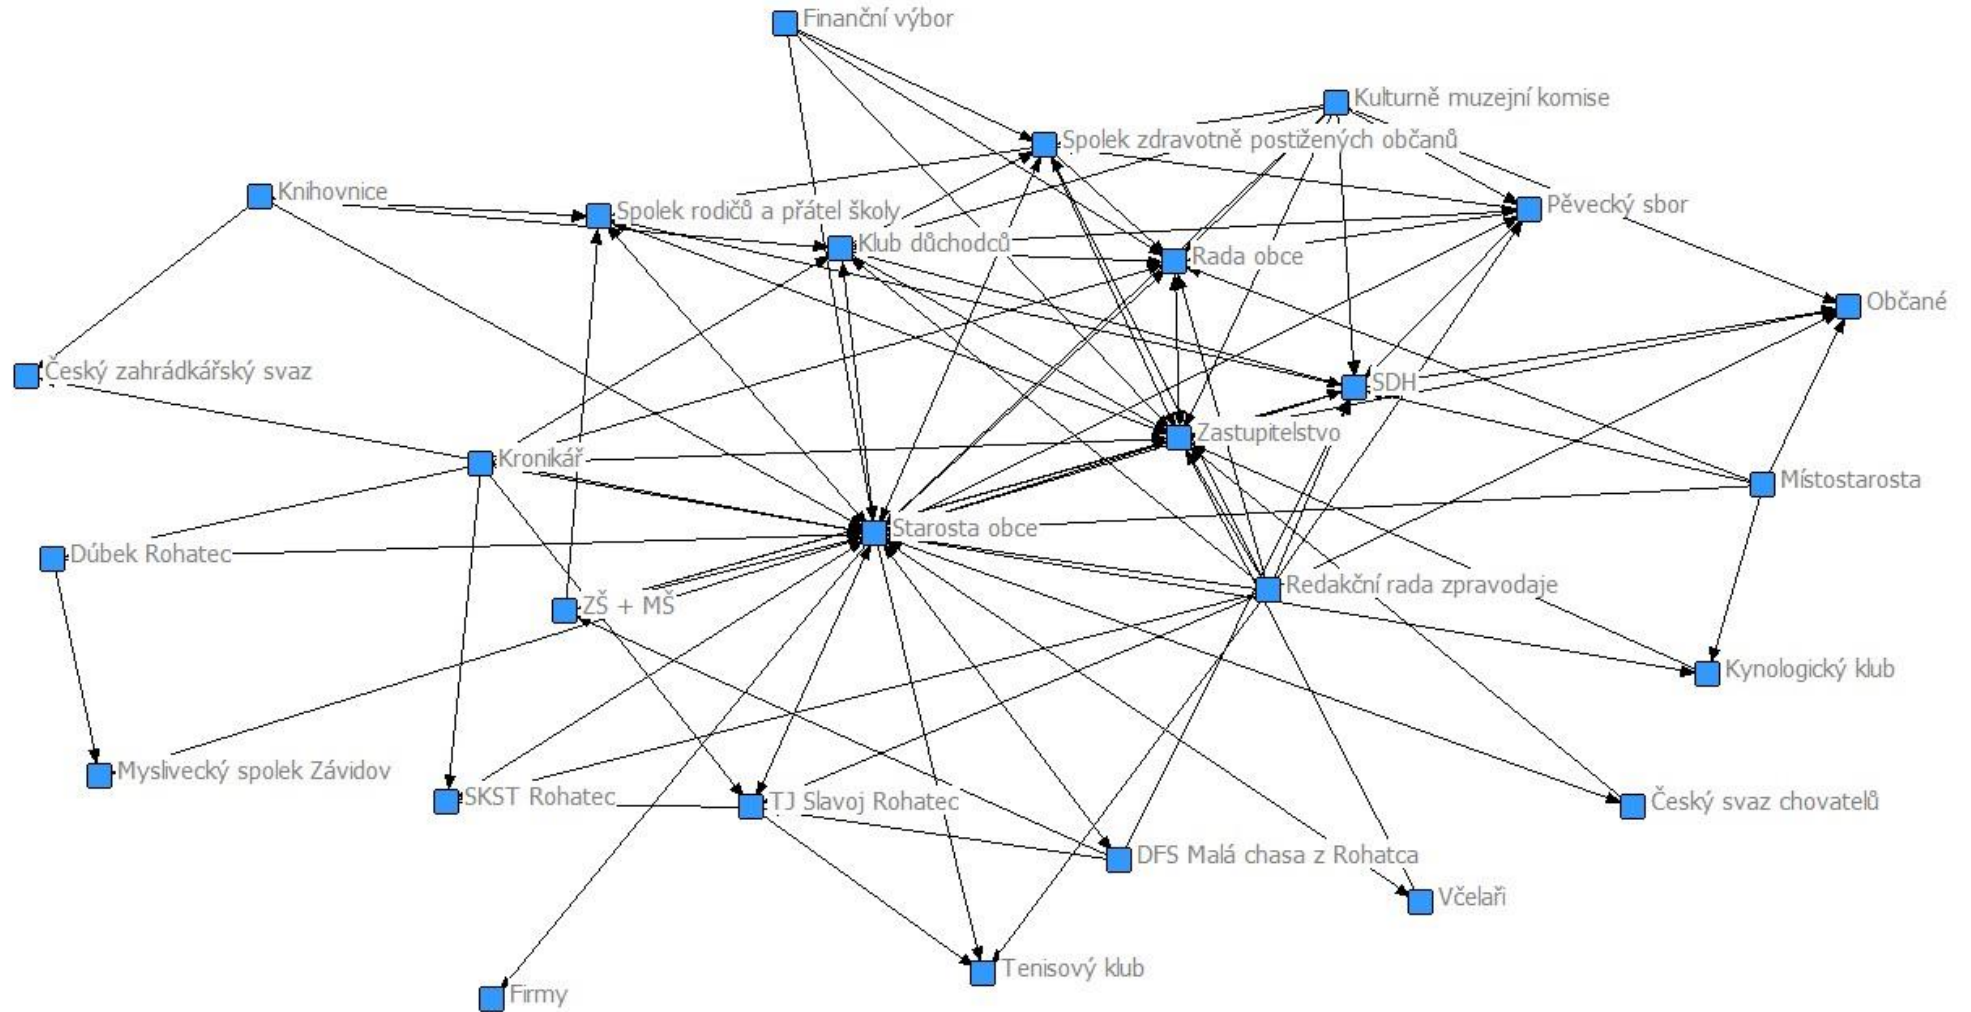 Finanční výbor
Kulturně muzejní komise
Spolek zdravotně postižených občanů
Knihovnice
Spolek rodičů a přátel školy
Pěvecký sbor
Klub důchodců
Rada obce
Občané
Český zahrádkářský svaz
SDH
Zastupitelstvo
Kronikář
Místostarosta
Starosta obce
Dúbek Rohatec
Redakční rada zpravodaje
ZŠ + MŠ
Kynologický klub
Myslivecký spolek Závidov
SKST Rohatec
TJ Slavoj Rohatec
Český svaz chovatelů
DFS Malá chasa z Rohatca
Včelaři
Tenisový klub
Firmy